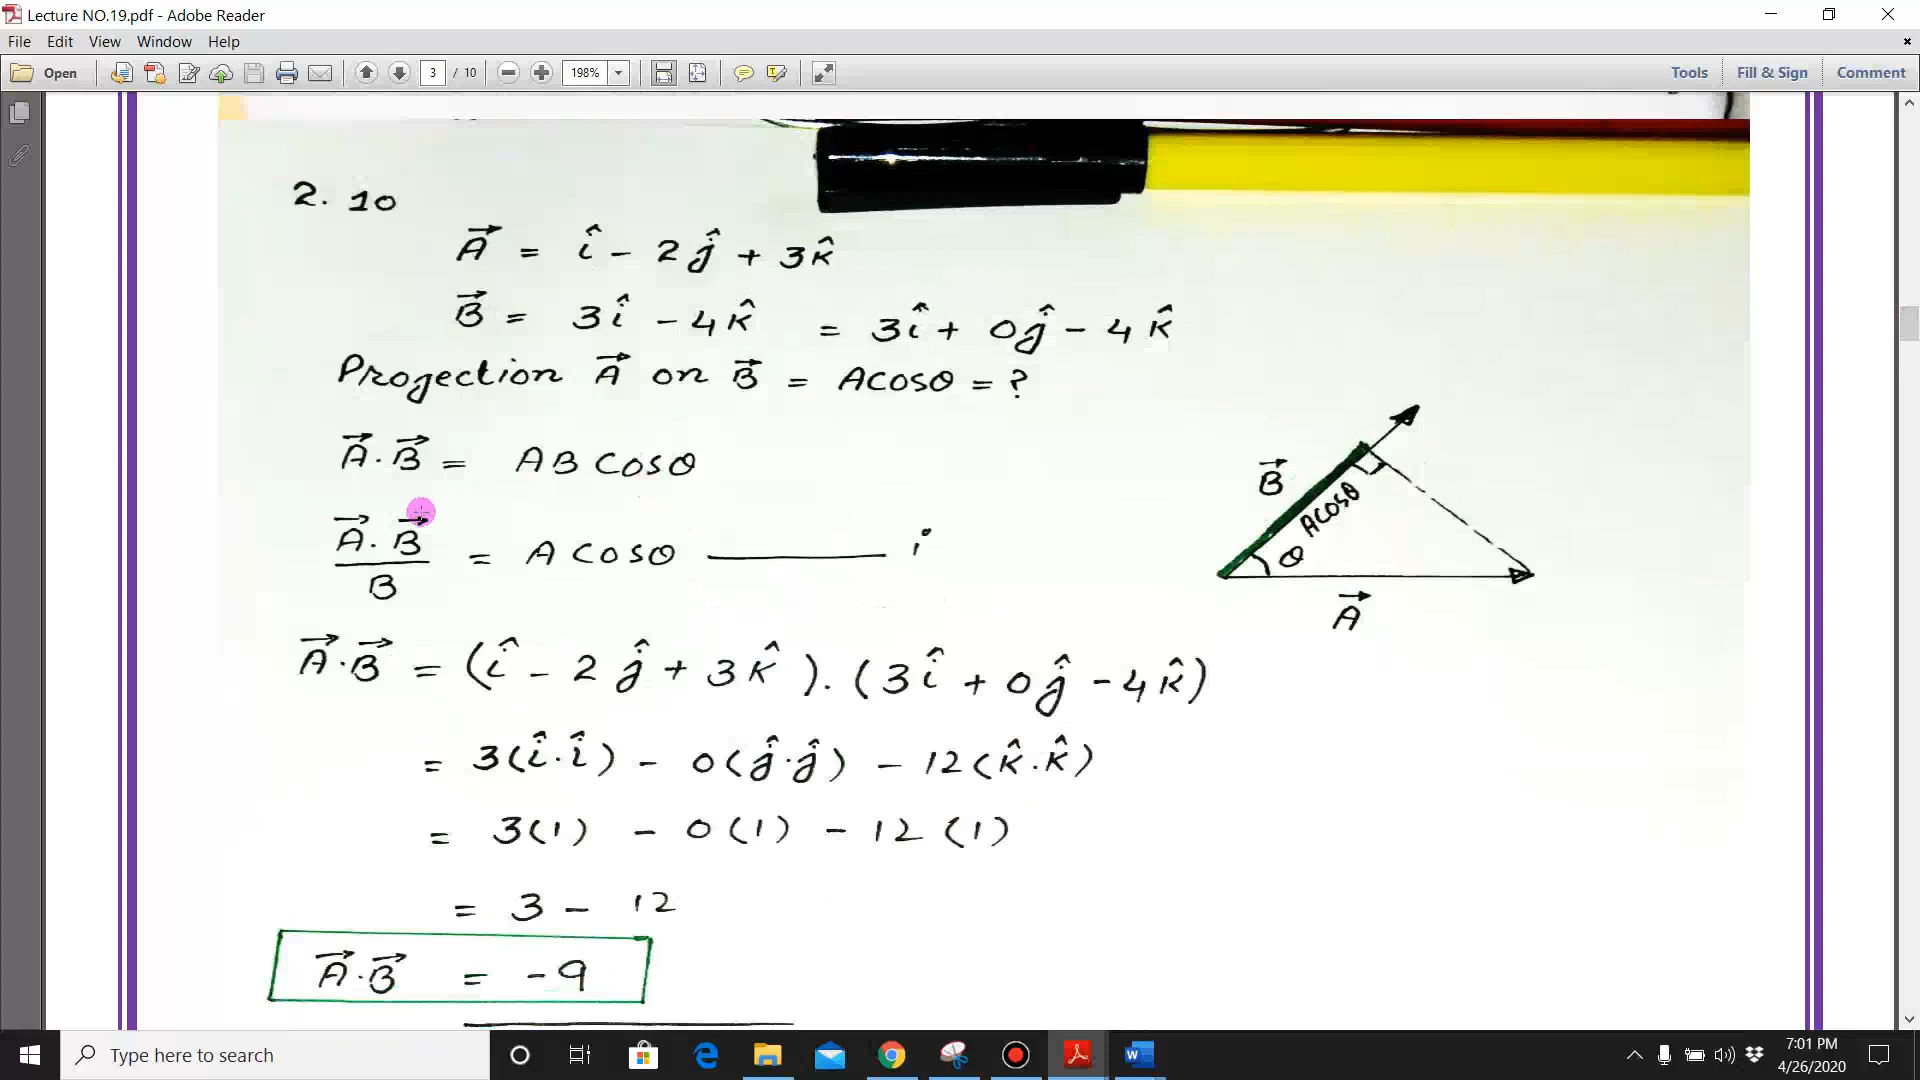 Lecture NO.19.pdf - Adobe Reader
File Edit View Window Help
Open 3 / 10 198% Tools Fill & Sign Comment
2. 10
A⃗ = î - 2ĵ + 3k̂
B⃗ = 3î - 4k̂ = 3î + 0ĵ - 4k̂
Projection A⃗ on B⃗ = Acosθ = ?
A⃗.B⃗ = AB Cosθ
A⃗.B⃗/B = A Cosθ ——— i
B⃗
Acosθ
θ
A⃗
A⃗.B⃗ = (î - 2ĵ + 3k̂).(3î + 0ĵ - 4k̂)
= 3(î.î) - 0(ĵ.ĵ) - 12(k̂.k̂)
= 3(1) - 0(1) - 12(1)
= 3 - 12
A⃗.B⃗ = -9
Type here to search
7:01 PM
4/26/2020